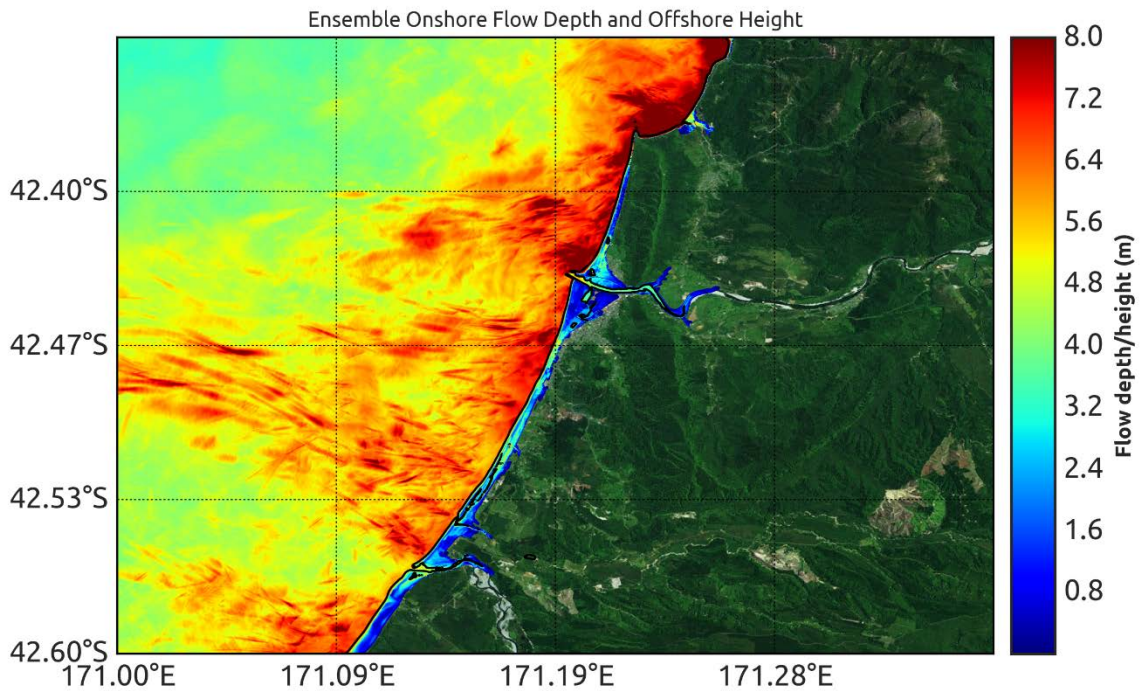 Ensemble Onshore Flow Depth and Offshore Height
42.40°S
42.47°S
42.53°S
42.60°S
171.00°E
171.09°E
171.19°E
171.28°E
8.0
7.2
6.4
5.6
4.8
4.0
3.2
2.4
1.6
0.8
Flow depth/height (m)